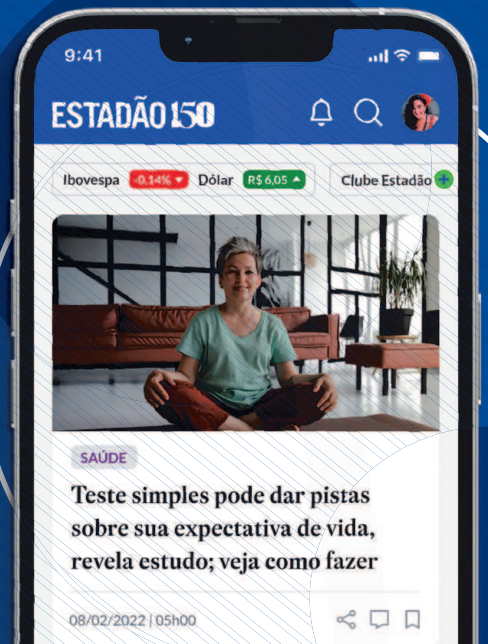 9:41
ESTADÃO 150
Ibovespa -0,14% Dólar R$6,05 Clube Estadão
SAÚDE
Teste simples pode dar pistas
sobre sua expectativa de vida,
revela estudo; veja como fazer
08/02/2022 | 05h00